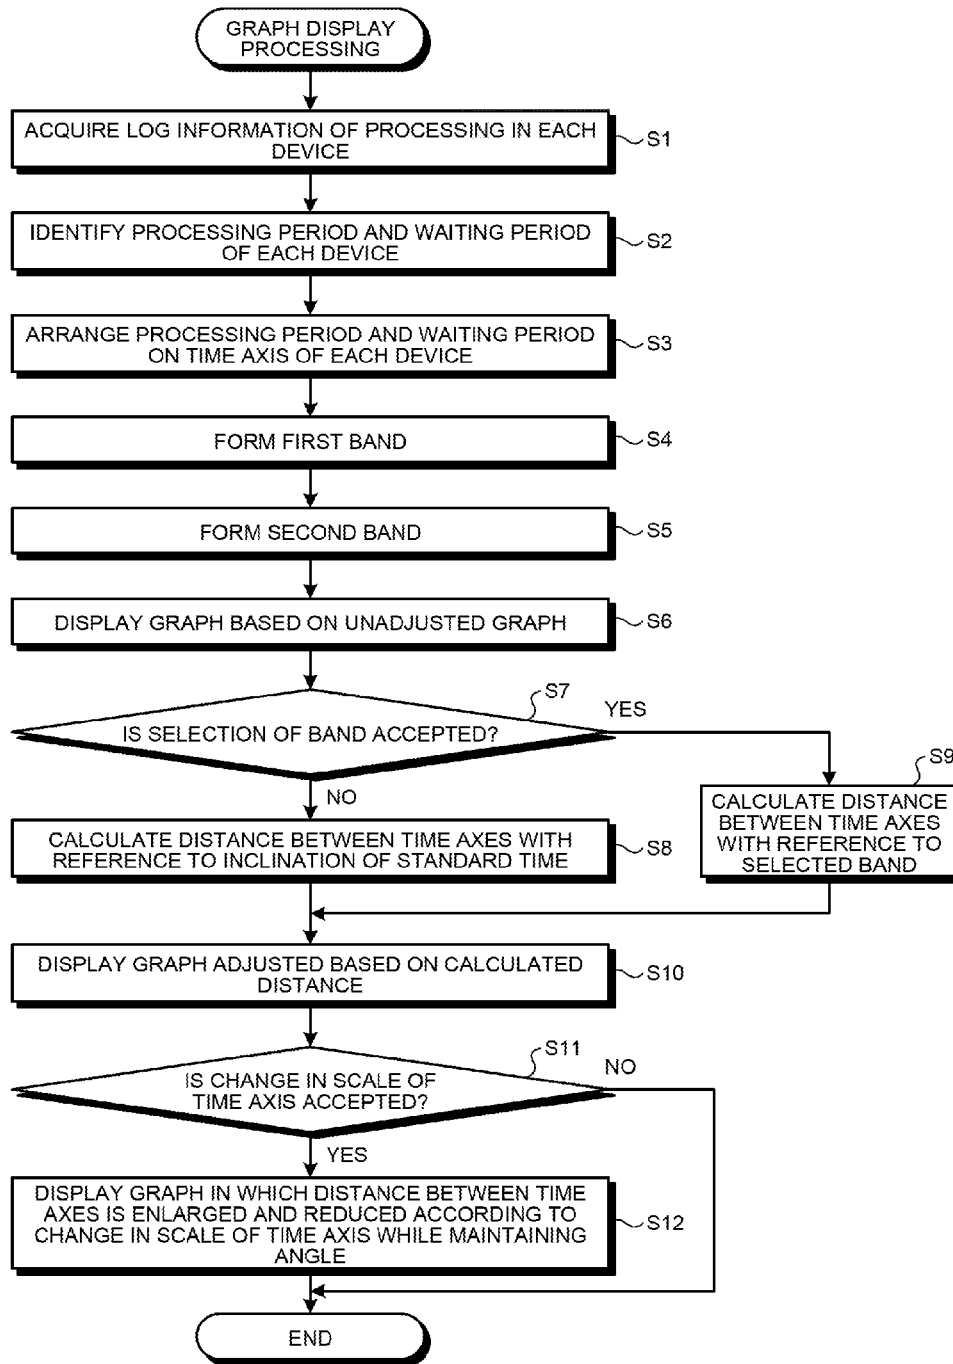 GRAPH DISPLAY
PROCESSING
ACQUIRE LOG INFORMATION OF PROCESSING IN EACH
DEVICE
S1
IDENTIFY PROCESSING PERIOD AND WAITING PERIOD
OF EACH DEVICE
S2
ARRANGE PROCESSING PERIOD AND WAITING PERIOD
ON TIME AXIS OF EACH DEVICE
S3
FORM FIRST BAND
S4
FORM SECOND BAND
S5
DISPLAY GRAPH BASED ON UNADJUSTED GRAPH
S6
S7
IS SELECTION OF BAND ACCEPTED?
YES
NO
CALCULATE DISTANCE BETWEEN TIME AXES WITH
REFERENCE TO INCLINATION OF STANDARD TIME
S8
S9
CALCULATE DISTANCE
BETWEEN TIME AXES
WITH REFERENCE TO
SELECTED BAND
DISPLAY GRAPH ADJUSTED BASED ON CALCULATED
DISTANCE
S10
S11
IS CHANGE IN SCALE OF
TIME AXIS ACCEPTED?
NO
YES
DISPLAY GRAPH IN WHICH DISTANCE BETWEEN TIME
AXES IS ENLARGED AND REDUCED ACCORDING TO
CHANGE IN SCALE OF TIME AXIS WHILE MAINTAINING
ANGLE
S12
END